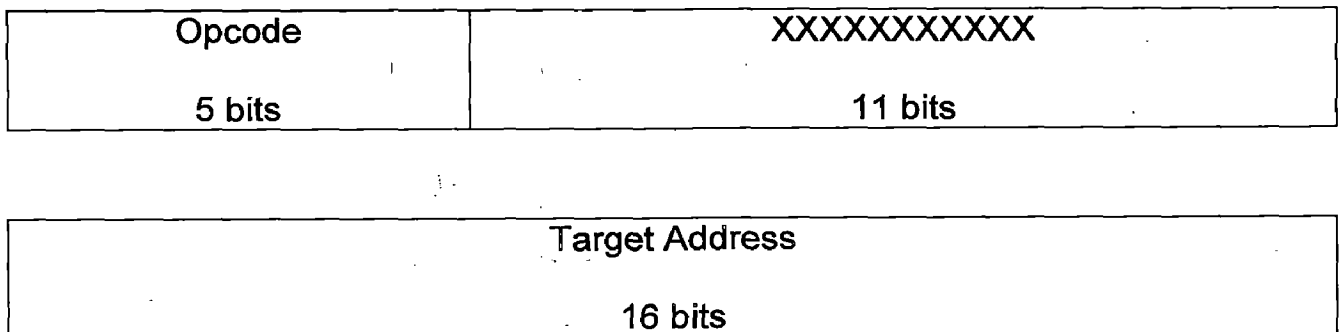 Opcode XXXXXXXXXXX
5 bits 11 bits
Target Address
16 bits